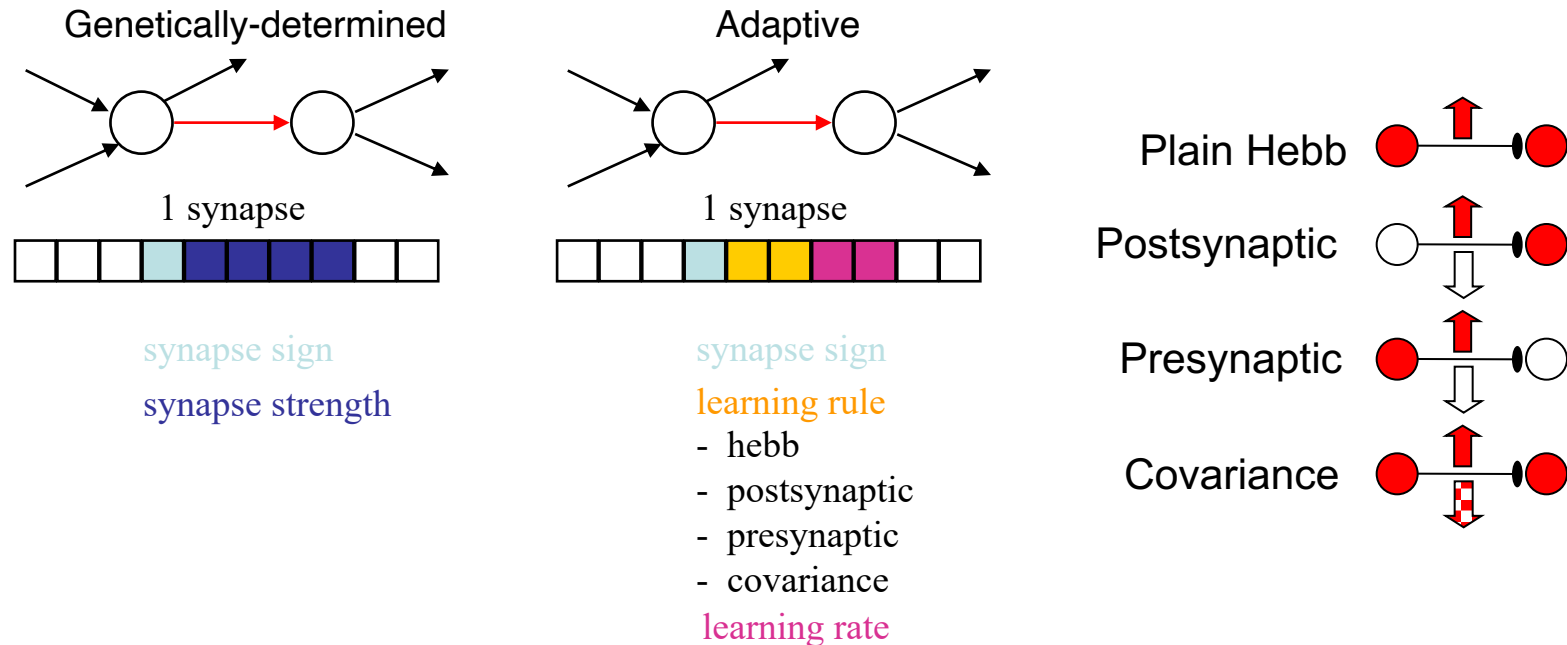 Genetically-determined
1 synapse
synapse sign
synapse strength
Adaptive
1 synapse
synapse sign
learning rule
- hebb
- postsynaptic
- presynaptic
- covariance
learning rate
Plain Hebb
Postsynaptic
Presynaptic
Covariance